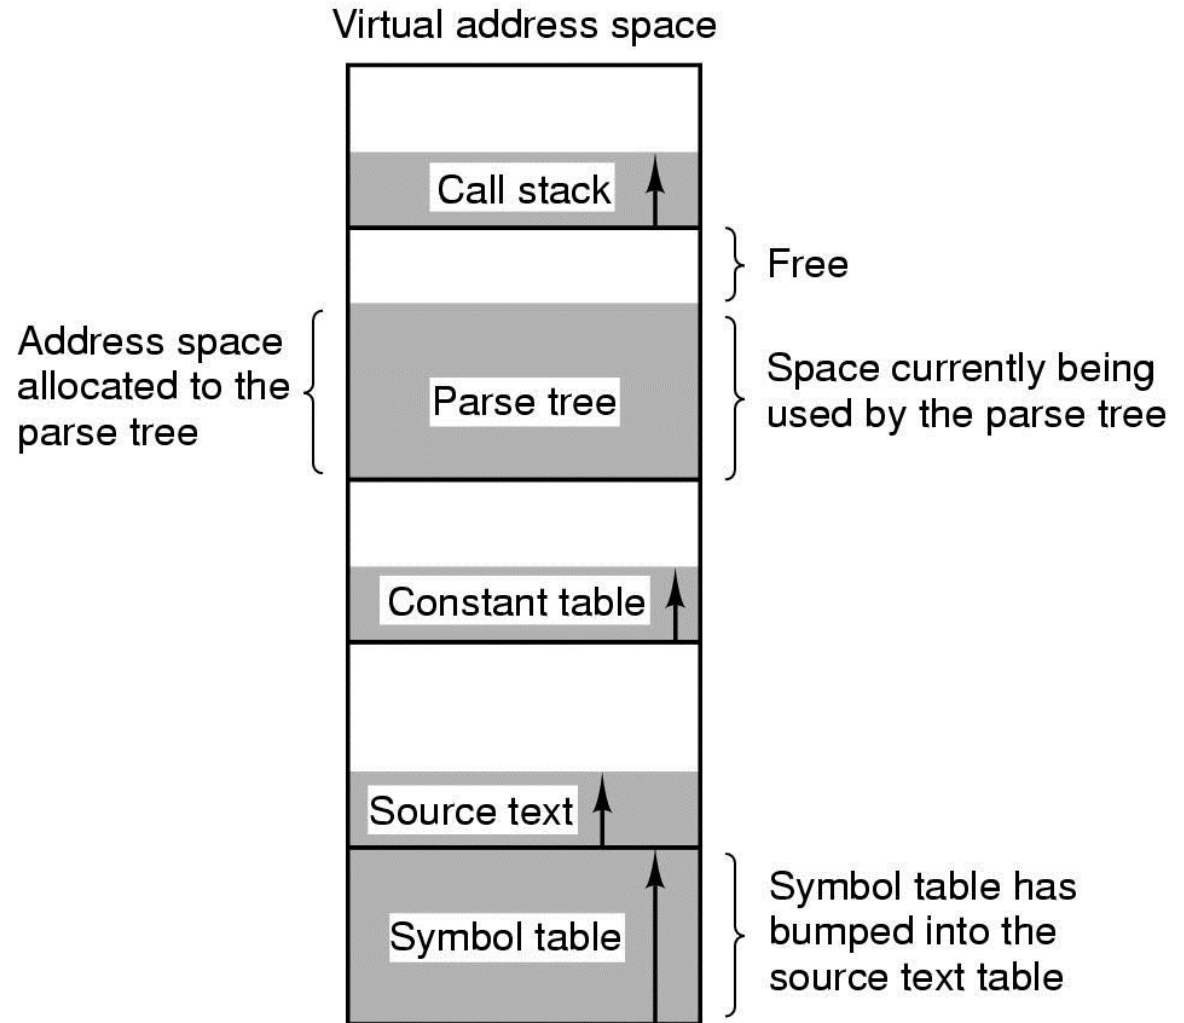 Virtual address space
Call stack
Free
Address space
allocated to the
parse tree
Parse tree
Space currently being
used by the parse tree
Constant table
Source text
Symbol table
Symbol table has
bumped into the
source text table